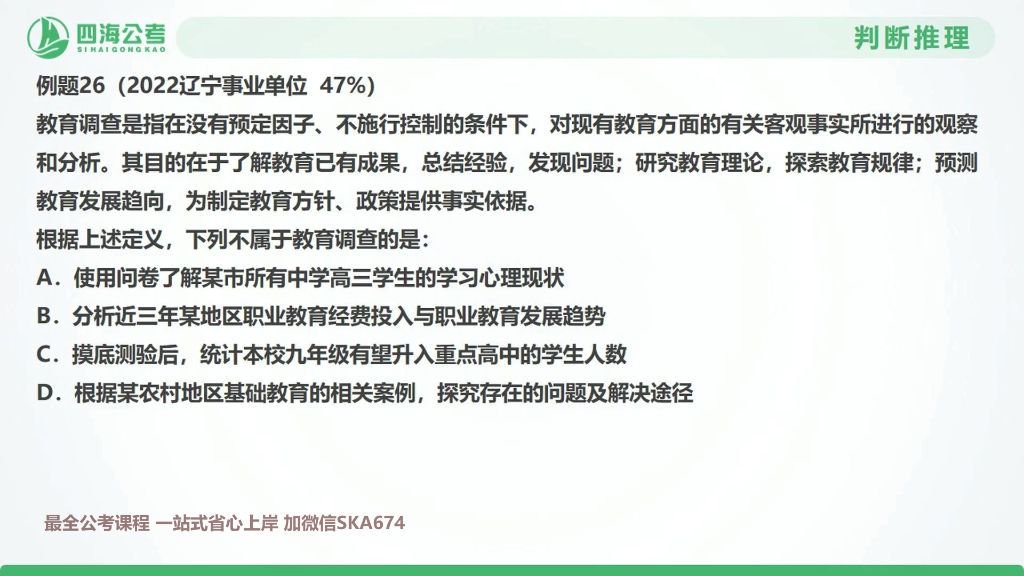 四海公考
SIHAIGONGKAO
判断推理
例题26（2022辽宁事业单位 47%）
教育调查是指在没有预定因子、不施行控制的条件下，对现有教育方面的有关客观事实所进行的观察
和分析。其目的在于了解教育已有成果，总结经验，发现问题；研究教育理论，探索教育规律；预测
教育发展趋向，为制定教育方针、政策提供事实依据。
根据上述定义，下列不属于教育调查的是：
A．使用问卷了解某市所有中学高三学生的学习心理现状
B．分析近三年某地区职业教育经费投入与职业教育发展趋势
C．摸底测验后，统计本校九年级有望升入重点高中的学生人数
D．根据某农村地区基础教育的相关案例，探究存在的问题及解决途径
最全公考课程 一站式省心上岸 加微信SKA674